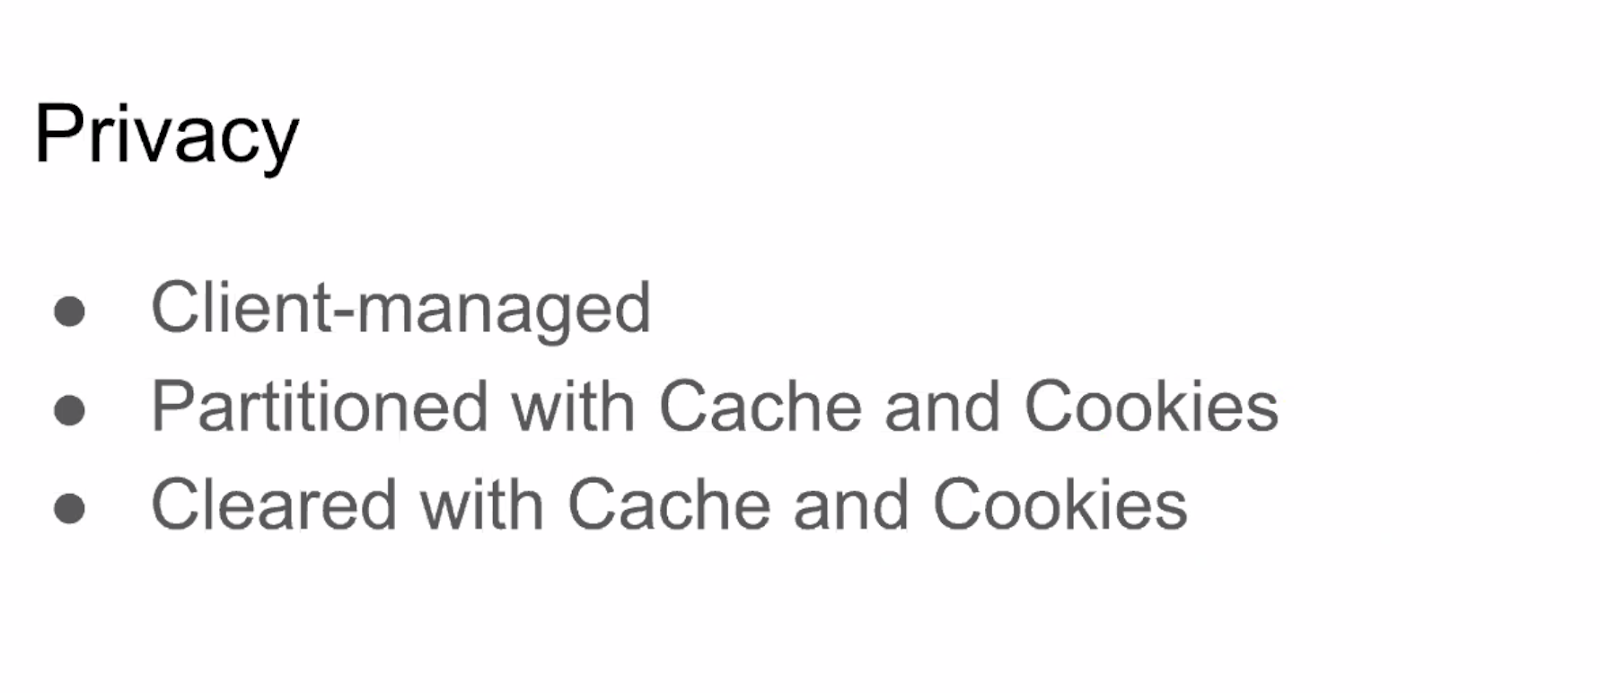 Privacy
● Client-managed
● Partitioned with Cache and Cookies
● Cleared with Cache and Cookies